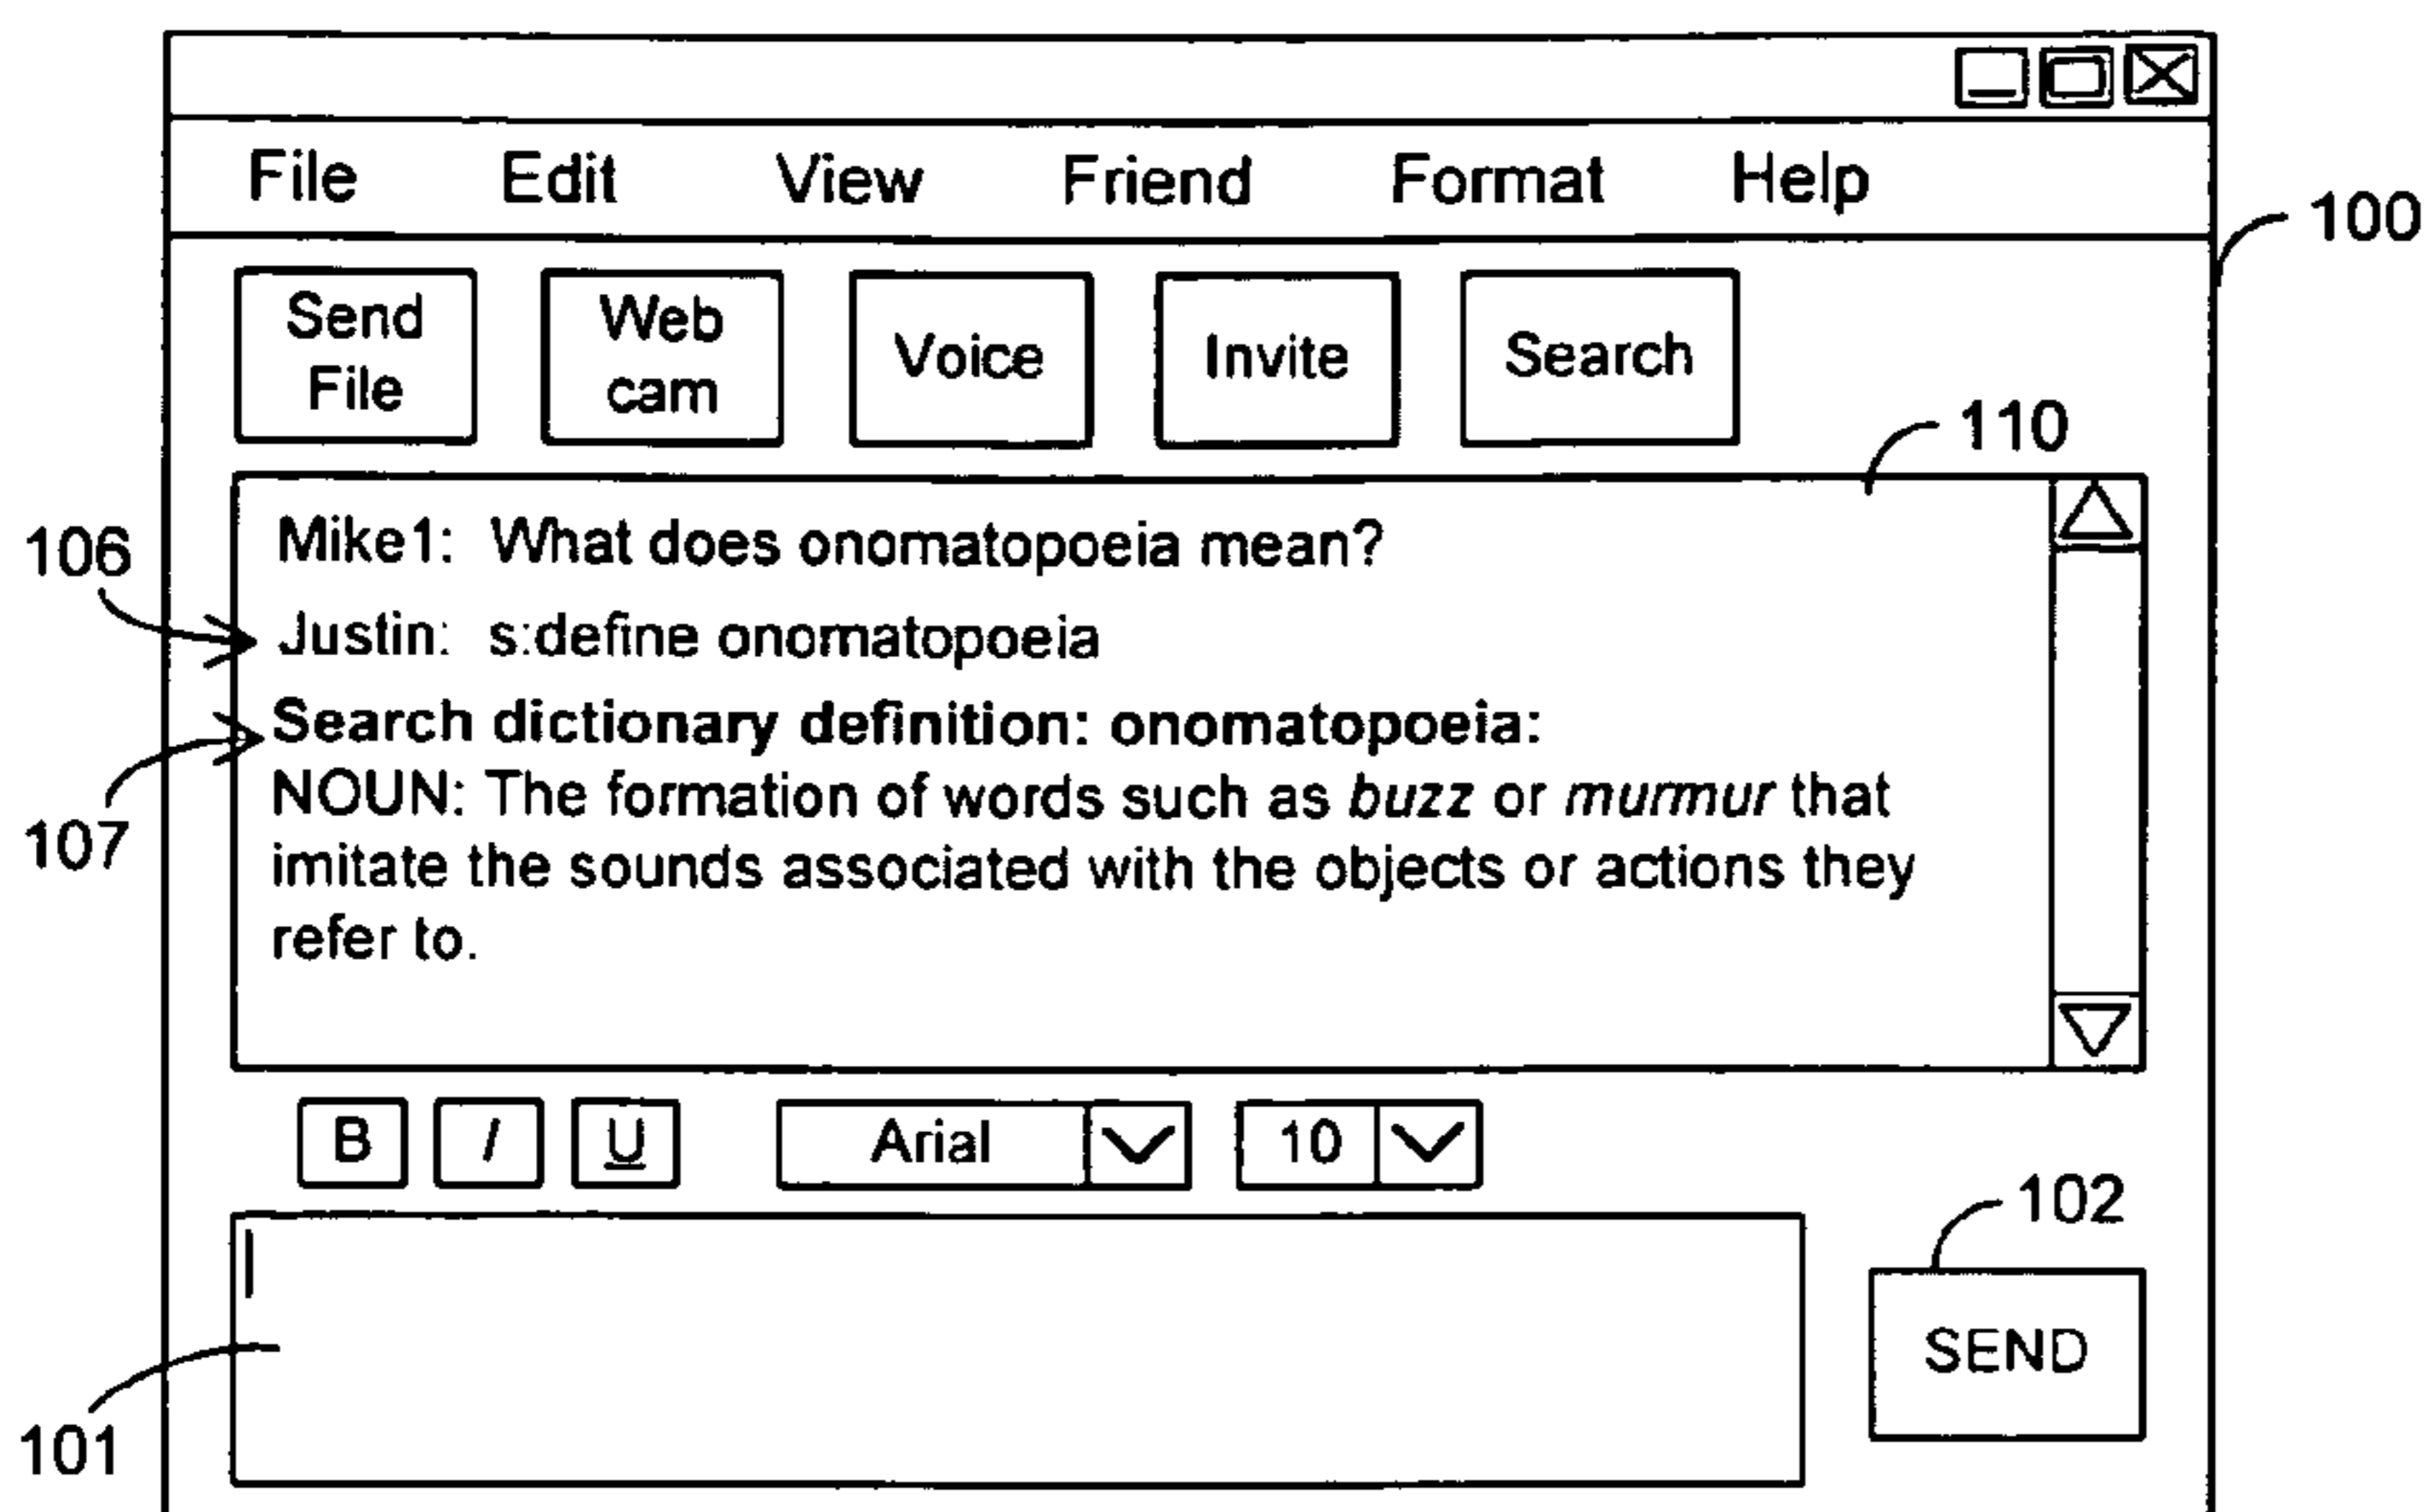 File Edit View Friend Format Help
100
Send File
Web cam
Voice
Invite
Search
110
106
Mike1: What does onomatopoeia mean?
Justin: s:define onomatopoeia
Search dictionary definition: onomatopoeia:
107
NOUN: The formation of words such as buzz or murmur that
imitate the sounds associated with the objects or actions they
refer to.
B I U Arial 10
102
SEND
101